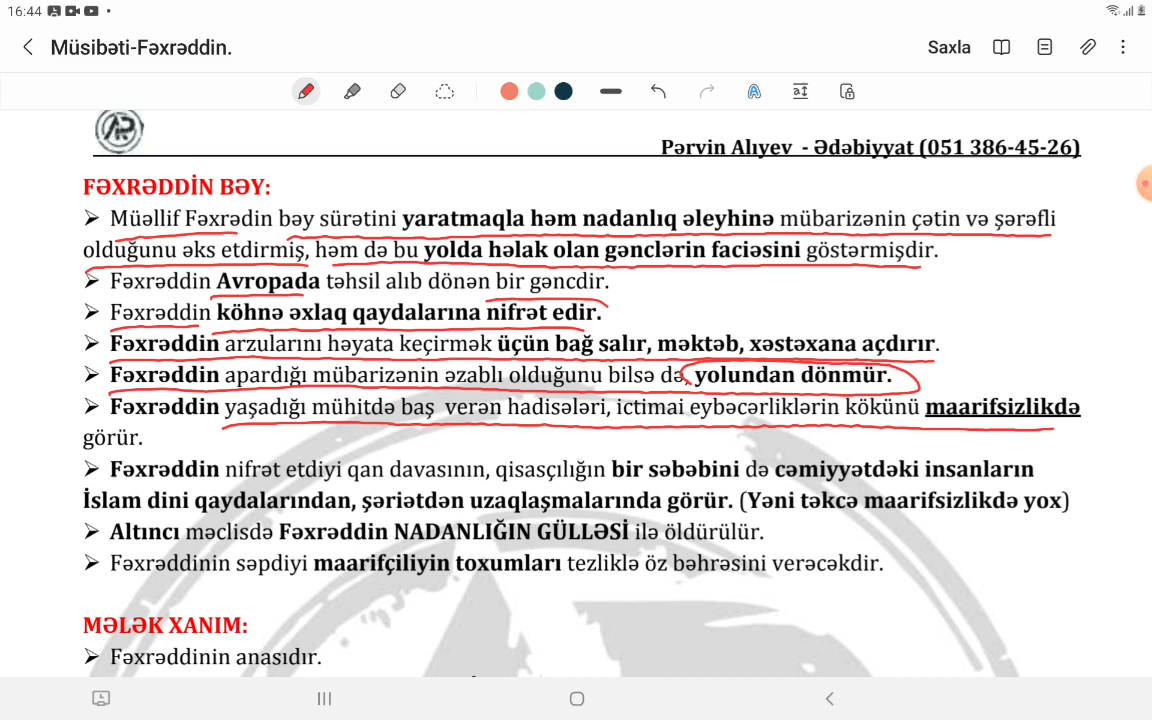 16:44
Müsibəti-Fəxrəddin.
Saxla
AP
Pərvin Alıyev - Ədəbiyyat (051 386-45-26)
FƏXRƏDDİN BƏY:
➢ Müəllif Fəxrədin bəy sürətini yaratmaqla həm nadanlıq əleyhinə mübarizənin çətin və şərəfli
olduğunu əks etdirmiş, həm də bu yolda həlak olan gənclərin faciəsini göstərmişdir.
➢ Fəxrəddin Avropada təhsil alıb dönən bir gəncdir.
➢ Fəxrəddin köhnə əxlaq qaydalarına nifrət edir.
➢ Fəxrəddin arzularını həyata keçirmək üçün bağ salır, məktəb, xəstəxana açdırır.
➢ Fəxrəddin apardığı mübarizənin əzablı olduğunu bilsə də, yolundan dönmür.
➢ Fəxrəddin yaşadığı mühitdə baş verən hadisələri, ictimai eybəcərliklərin kökünü maarifsizlikdə
görür.
➢ Fəxrəddin nifrət etdiyi qan davasının, qisasçılığın bir səbəbini də cəmiyyətdəki insanların
İslam dini qaydalarından, şəriətdən uzaqlaşmalarında görür. (Yəni təkcə maarifsizlikdə yox)
➢ Altıncı məclisdə Fəxrəddin NADANLIĞIN GÜLLƏSİ ilə öldürülür.
➢ Fəxrəddinin səpdiyi maarifçiliyin toxumları tezliklə öz bəhrəsini verəcəkdir.
MƏLƏK XANIM:
➢ Fəxrəddinin anasıdır.